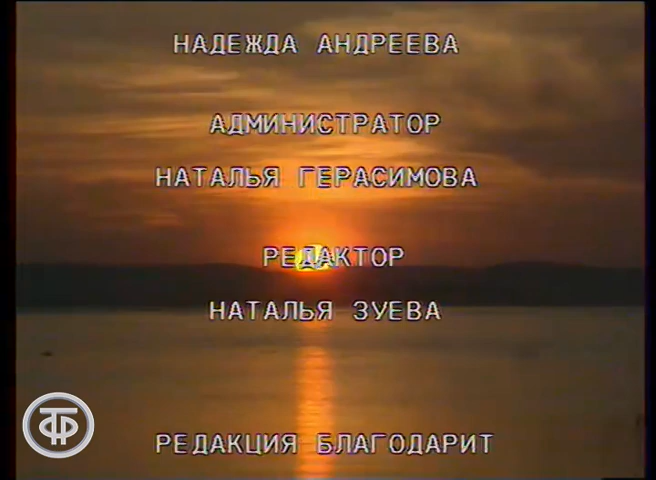 НАДЕЖДА АНДРЕЕВА
АДМИНИСТРАТОР
НАТАЛЬЯ ГЕРАСИМОВА
РЕДАКТОР
НАТАЛЬЯ ЗУЕВА
РЕДАКЦИЯ БЛАГОДАРИТ